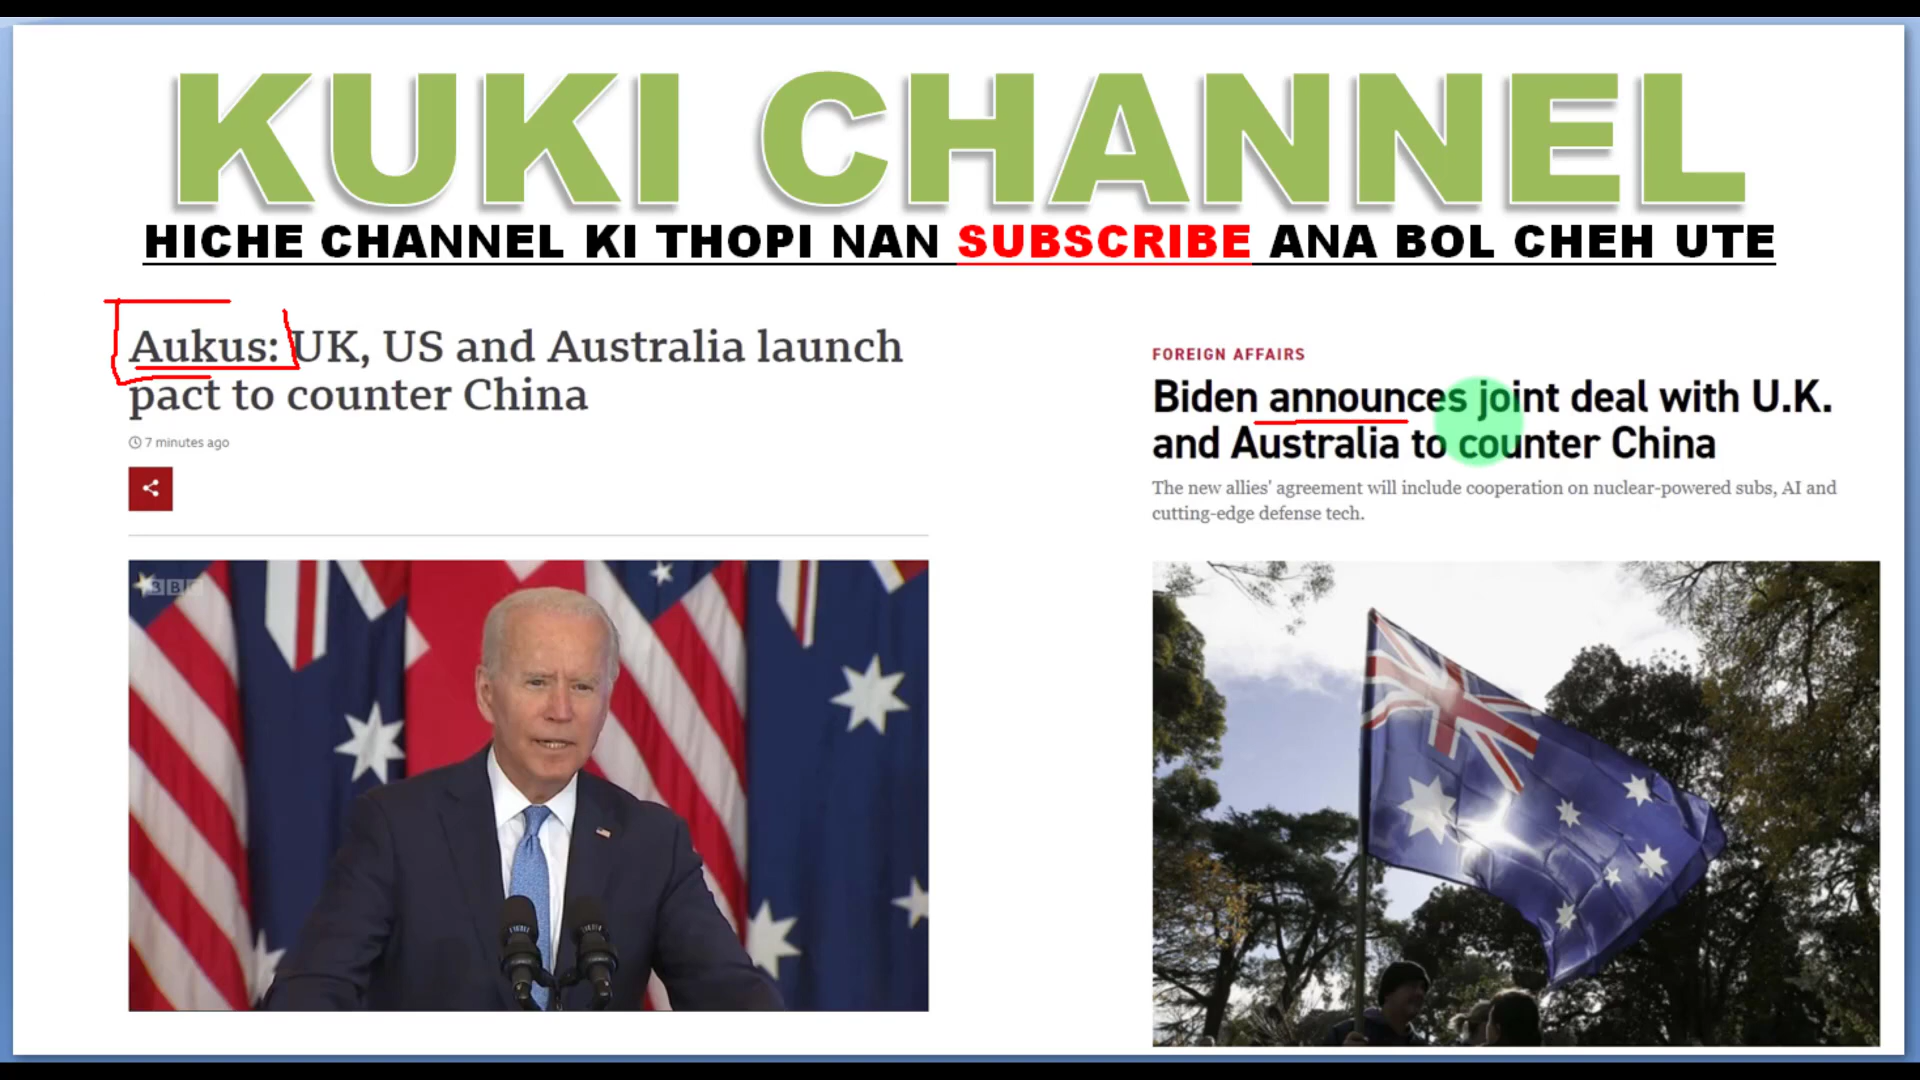 KUKI CHANNEL
HICHE CHANNEL KI THOPI NAN SUBSCRIBE ANA BOL CHEH UTE
Aukus: UK, US and Australia launch
pact to counter China
7 minutes ago
BBC
FOREIGN AFFAIRS
Biden announces joint deal with U.K.
and Australia to counter China
The new allies' agreement will include cooperation on nuclear-powered subs, AI and
cutting-edge defense tech.